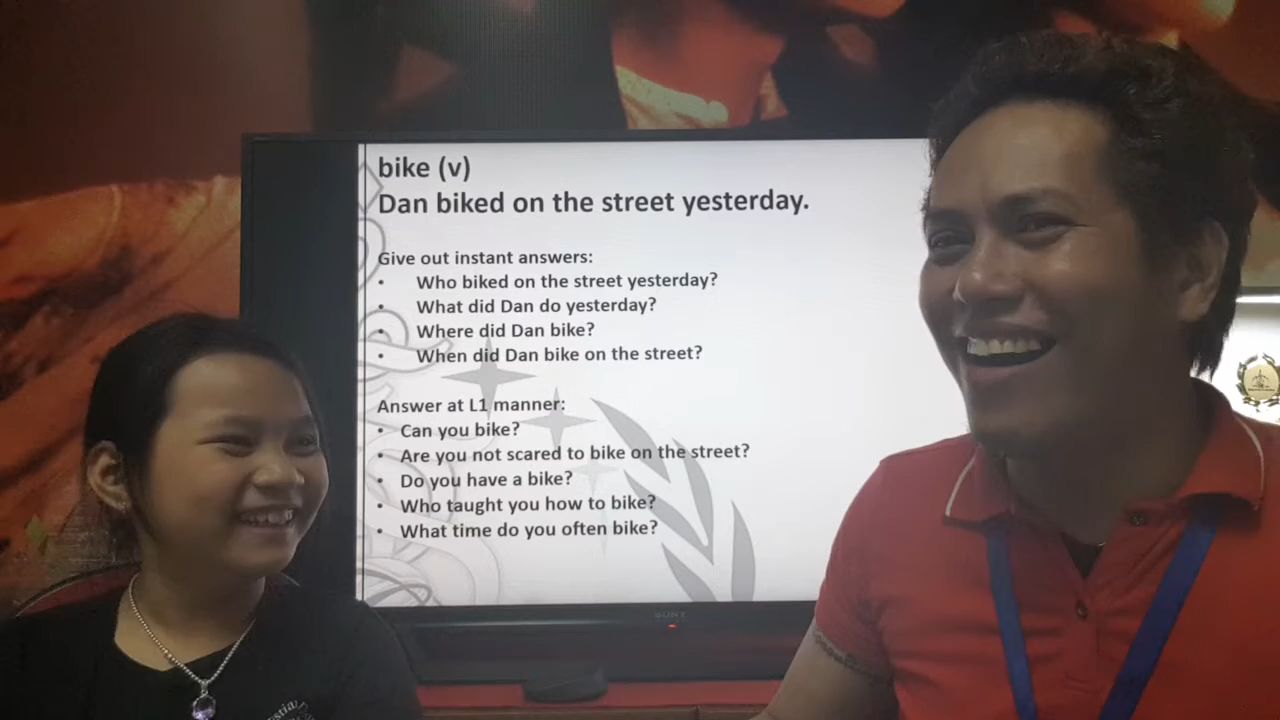 bike (v)
Dan biked on the street yesterday.
Give out instant answers:
• Who biked on the street yesterday?
• What did Dan do yesterday?
• Where did Dan bike?
• When did Dan bike on the street?
Answer at L1 manner:
• Can you bike?
• Are you not scared to bike on the street?
• Do you have a bike?
• Who taught you how to bike?
• What time do you often bike?
SONY